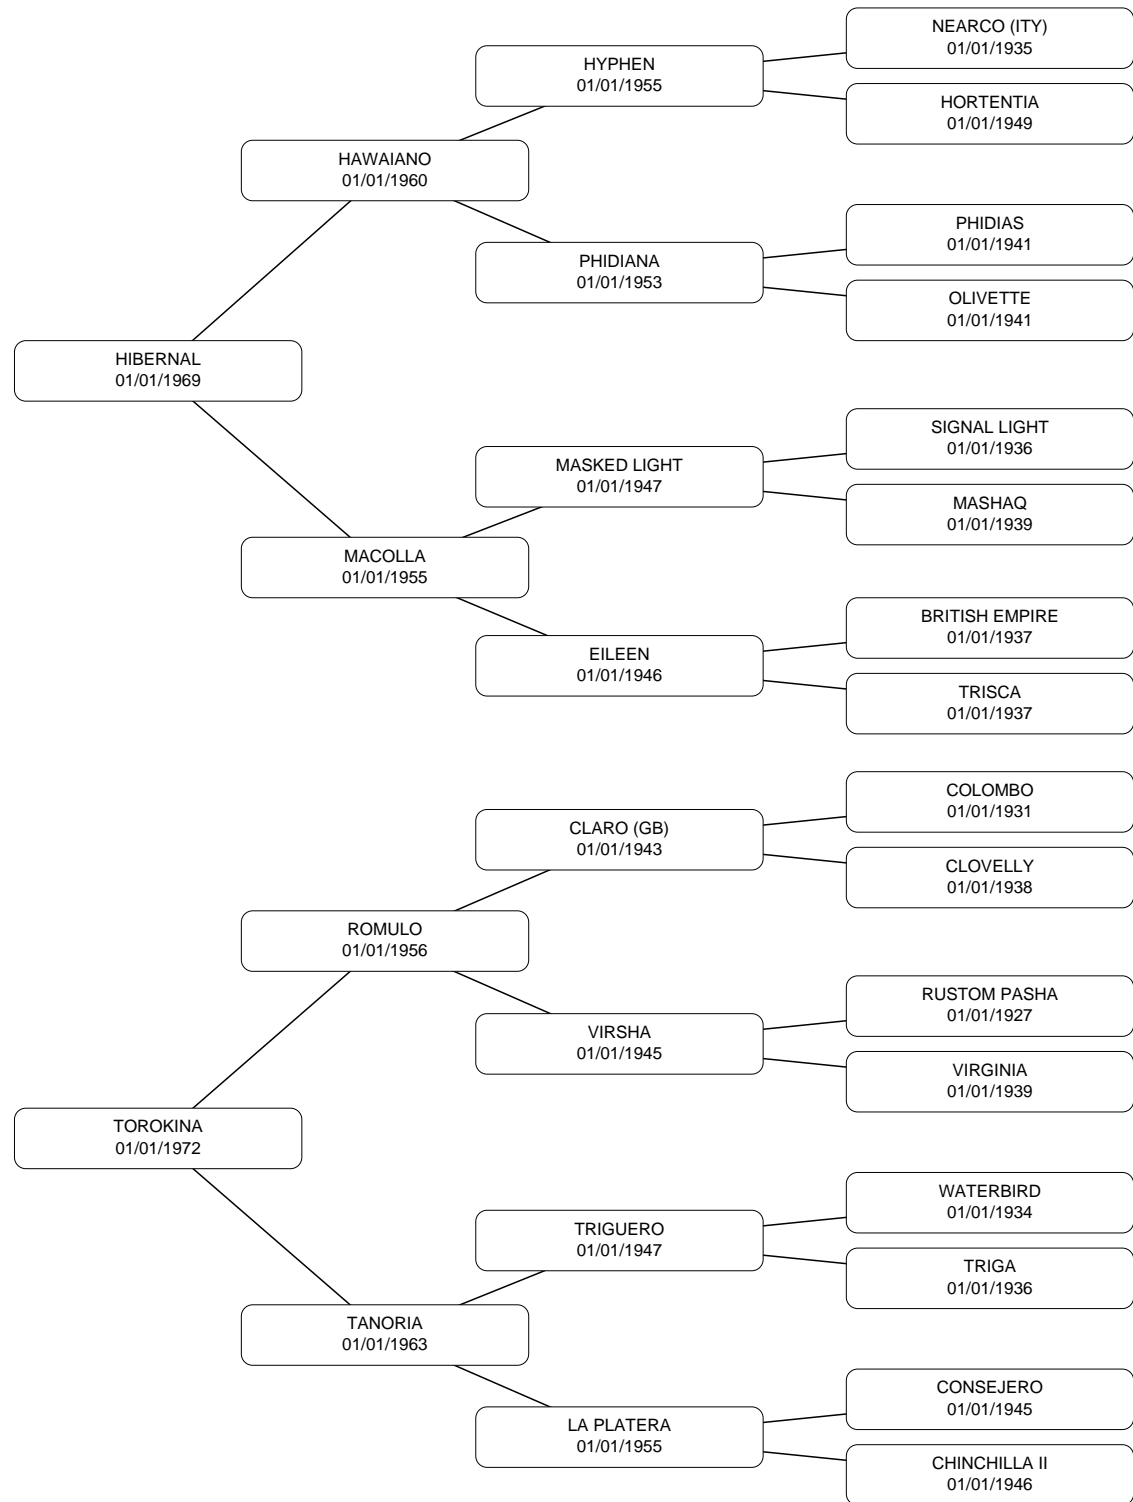 NEARCO (ITY)
01/01/1935
HYPHEN
01/01/1955
HORTENTIA
01/01/1949
HAWAIANO
01/01/1960
PHIDIAS
01/01/1941
PHIDIANA
01/01/1953
OLIVETTE
01/01/1941
HIBERNAL
01/01/1969
SIGNAL LIGHT
01/01/1936
MASKED LIGHT
01/01/1947
MASHAQ
01/01/1939
MACOLLA
01/01/1955
BRITISH EMPIRE
01/01/1937
EILEEN
01/01/1946
TRISCA
01/01/1937
COLOMBO
01/01/1931
CLARO (GB)
01/01/1943
CLOVELLY
01/01/1938
ROMULO
01/01/1956
RUSTOM PASHA
01/01/1927
VIRSHA
01/01/1945
VIRGINIA
01/01/1939
TOROKINA
01/01/1972
WATERBIRD
01/01/1934
TRIGUERO
01/01/1947
TRIGA
01/01/1936
TANORIA
01/01/1963
CONSEJERO
01/01/1945
LA PLATERA
01/01/1955
CHINCHILLA II
01/01/1946